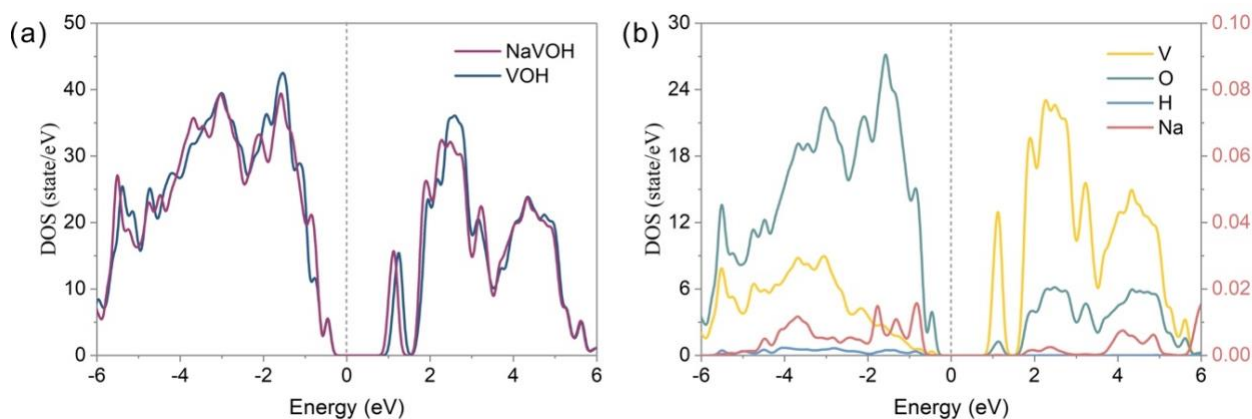 (a)
50
40
30
20
10
0
DOS (state/eV)
NaVOH
VOH
-6 -4 -2 0 2 4 6
Energy (eV)
(b)
30
24
18
12
6
0
DOS (state/eV)
V
O
H
Na
0.10
0.08
0.06
0.04
0.02
0.00
-6 -4 -2 0 2 4 6
Energy (eV)